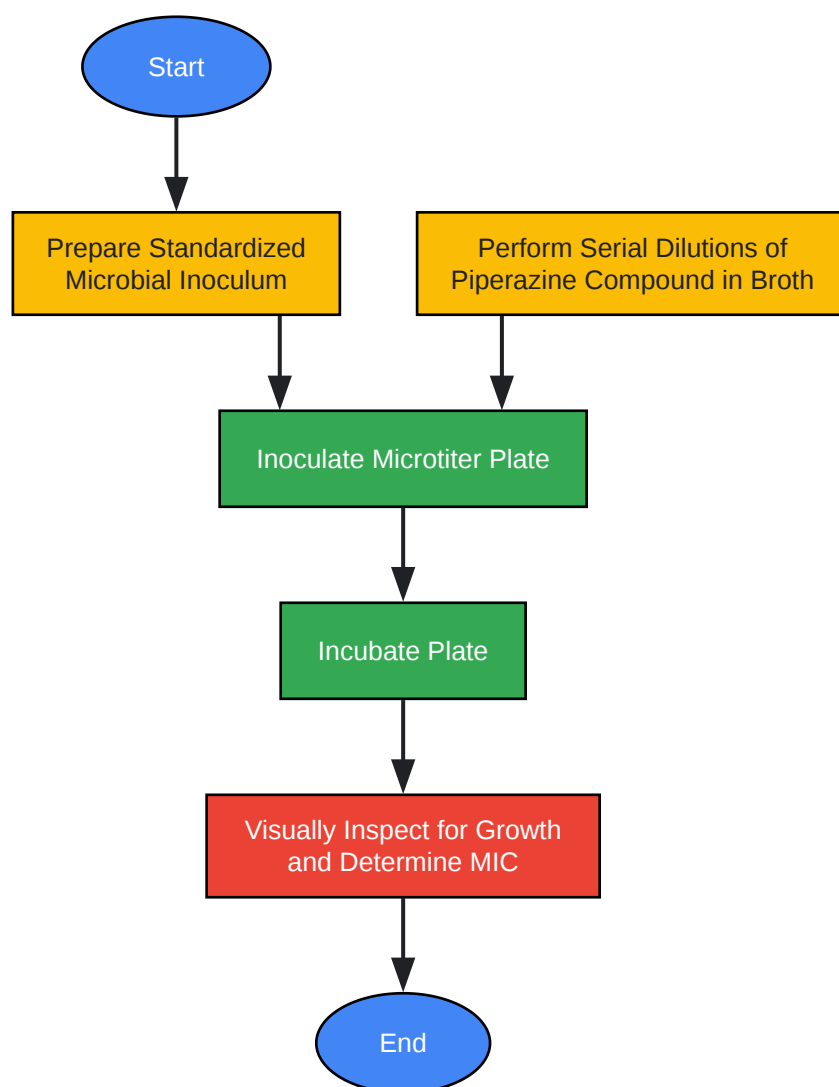 Start
Prepare Standardized
Microbial Inoculum
Perform Serial Dilutions of
Piperazine Compound in Broth
Inoculate Microtiter Plate
Incubate Plate
Visually Inspect for Growth
and Determine MIC
End